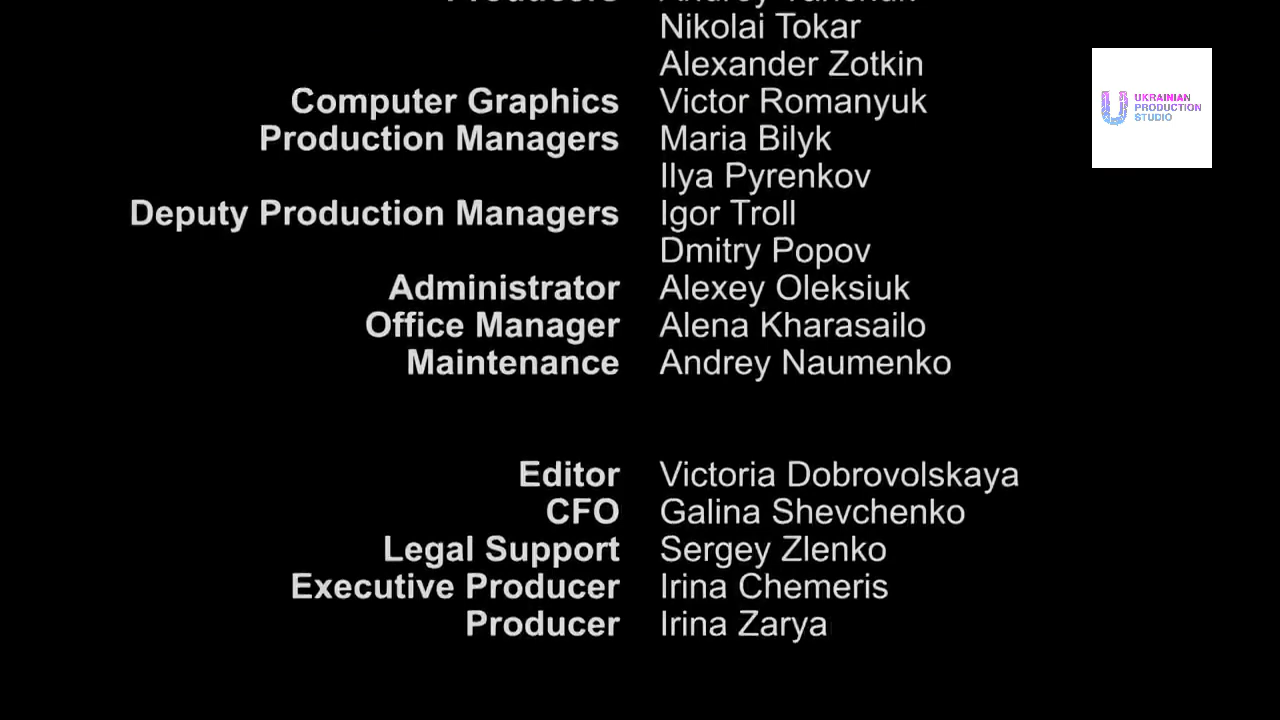 Nikolai Tokar
Alexander Zotkin
Computer Graphics Victor Romanyuk
Production Managers Maria Bilyk
Ilya Pyrenkov
Deputy Production Managers Igor Troll
Dmitry Popov
Administrator Alexey Oleksiuk
Office Manager Alena Kharasailo
Maintenance Andrey Naumenko
Editor Victoria Dobrovolskaya
CFO Galina Shevchenko
Legal Support Sergey Zlenko
Executive Producer Irina Chemeris
Producer Irina Zarya
U UKRAINIAN
PRODUCTION
STUDIO